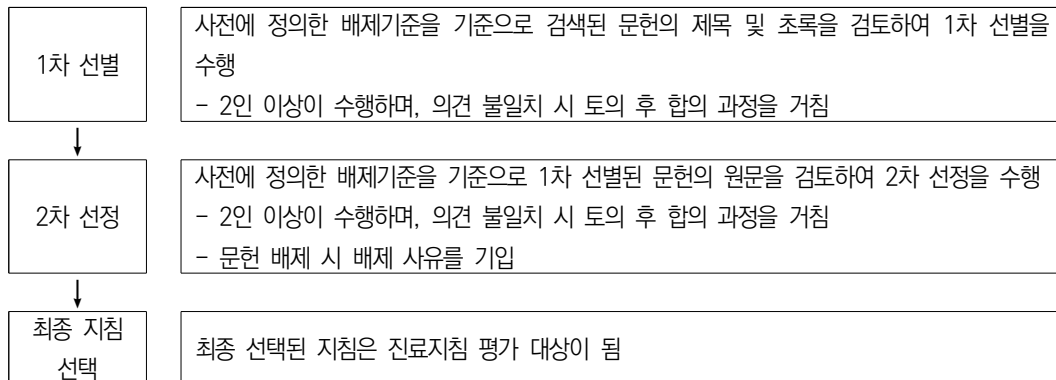 1차 선별
사전에 정의한 배제기준을 기준으로 검색된 문헌의 제목 및 초록을 검토하여 1차 선별을
수행
- 2인 이상이 수행하며, 의견 불일치 시 토의 후 합의 과정을 거침
2차 선정
사전에 정의한 배제기준을 기준으로 1차 선별된 문헌의 원문을 검토하여 2차 선정을 수행
- 2인 이상이 수행하며, 의견 불일치 시 토의 후 합의 과정을 거침
- 문헌 배제 시 배제 사유를 기입
최종 지침
선택
최종 선택된 지침은 진료지침 평가 대상이 됨